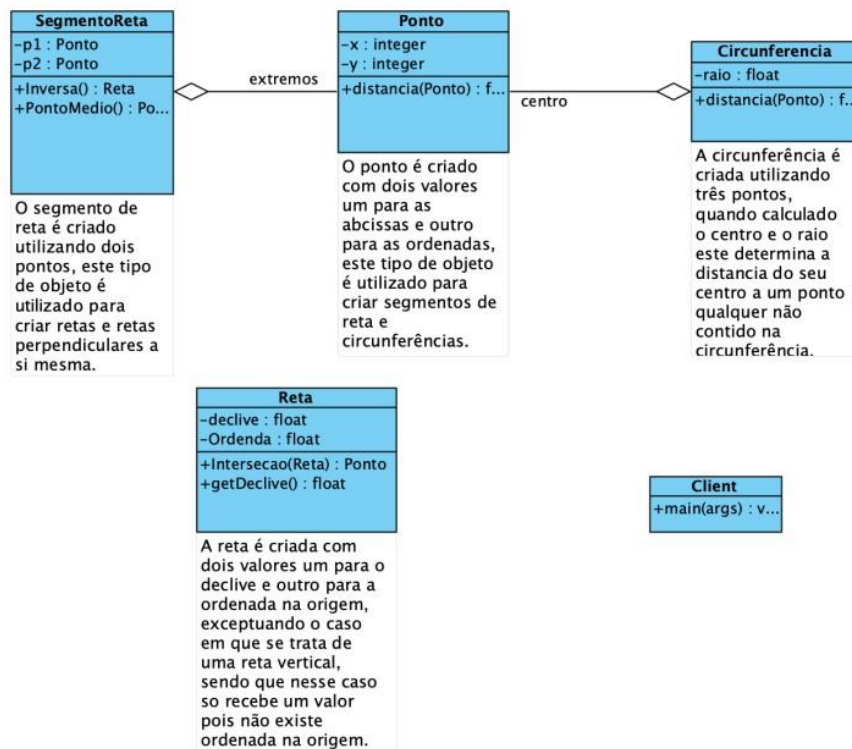 SegmentoReta
-p1 : Ponto
-p2 : Ponto
+Inversa() : Reta
+PontoMedio() : Po...
O segmento de
reta é criado
utilizando dois
pontos, este tipo
de objeto é
utilizado para
criar retas e retas
perpendiculares a
si mesma.
extremos
Ponto
-x : integer
-y : integer
+distancia(Ponto) : f...
O ponto é criado
com dois valores
um para as
abcissas e outro
para as ordenadas,
este tipo de objeto
é utilizado para
criar segmentos de
reta e
circunferências.
centro
Circunferencia
-raio : float
+distancia(Ponto) : f...
A circunferência é
criada utilizando
três pontos,
quando calculado
o centro e o raio
este determina a
distancia do seu
centro a um ponto
qualquer não
contido na
circunferência.
Reta
-declive : float
-Ordenda : float
+Intersecao(Reta) : Ponto
+getDeclive() : float
A reta é criada com
dois valores um para o
declive e outro para a
ordenada na origem,
exceptuando o caso
em que se trata de
uma reta vertical,
sendo que nesse caso
so recebe um valor
pois não existe
ordenada na origem.
Client
+main(args) : v...